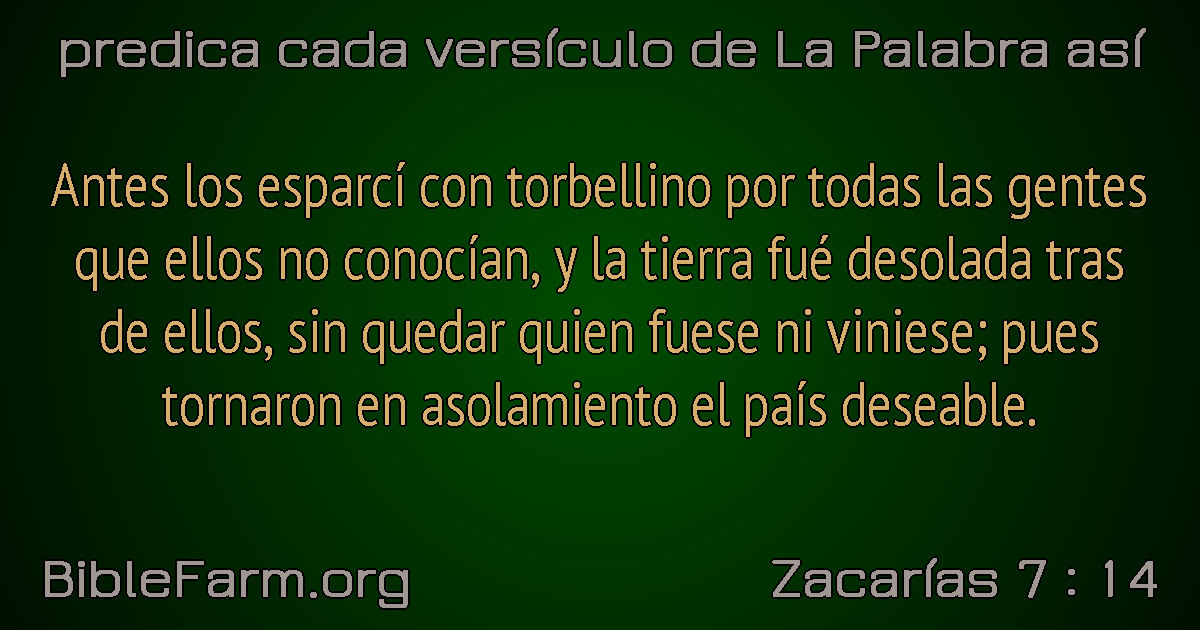 predica cada versículo de La Palabra así
Antes los esparcí con torbellino por todas las gentes
que ellos no conocían, y la tierra fué desolada tras
de ellos, sin quedar quien fuese ni viniese; pues
tornaron en asolamiento el país deseable.
BibleFarm.org
Zacarías 7 : 14